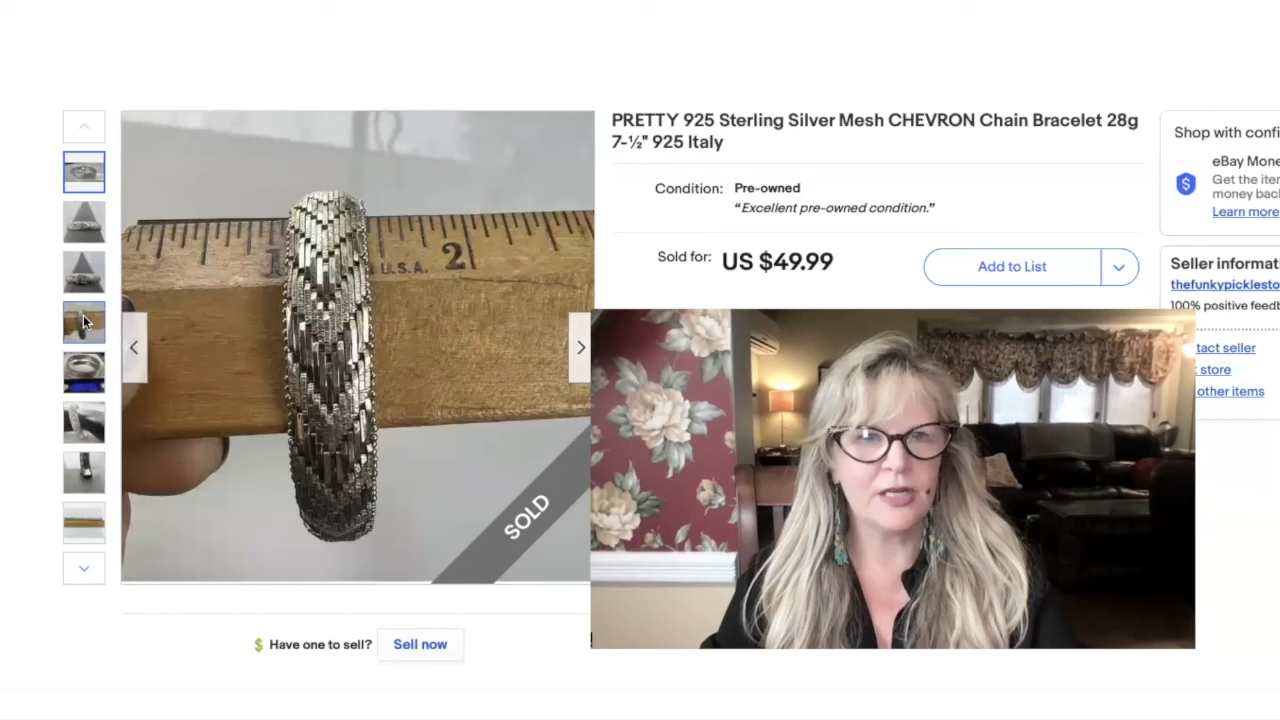 PRETTY 925 Sterling Silver Mesh CHEVRON Chain Bracelet 28g
7-½" 925 Italy
Condition: Pre-owned
“Excellent pre-owned condition.”
Sold for: US $49.99
Add to List
1 U.S.A. 2
SOLD
Have one to sell? Sell now
Shop with confi
eBay Mone
Get the iter
money back
Learn more
Seller informat
thefunkypicklesto
100% positive feedb
tact seller
store
other items